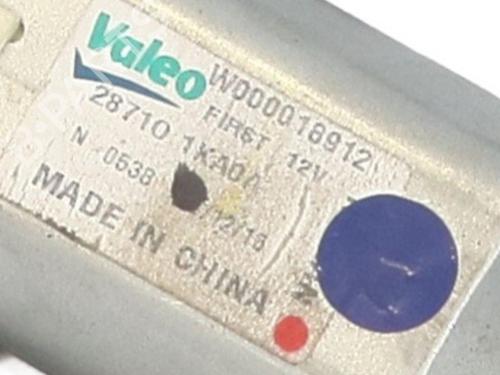 Valeo
W000018912
FIRST 12V
28710 1KA0A
N 0538 /12/16
MADE IN CHINA